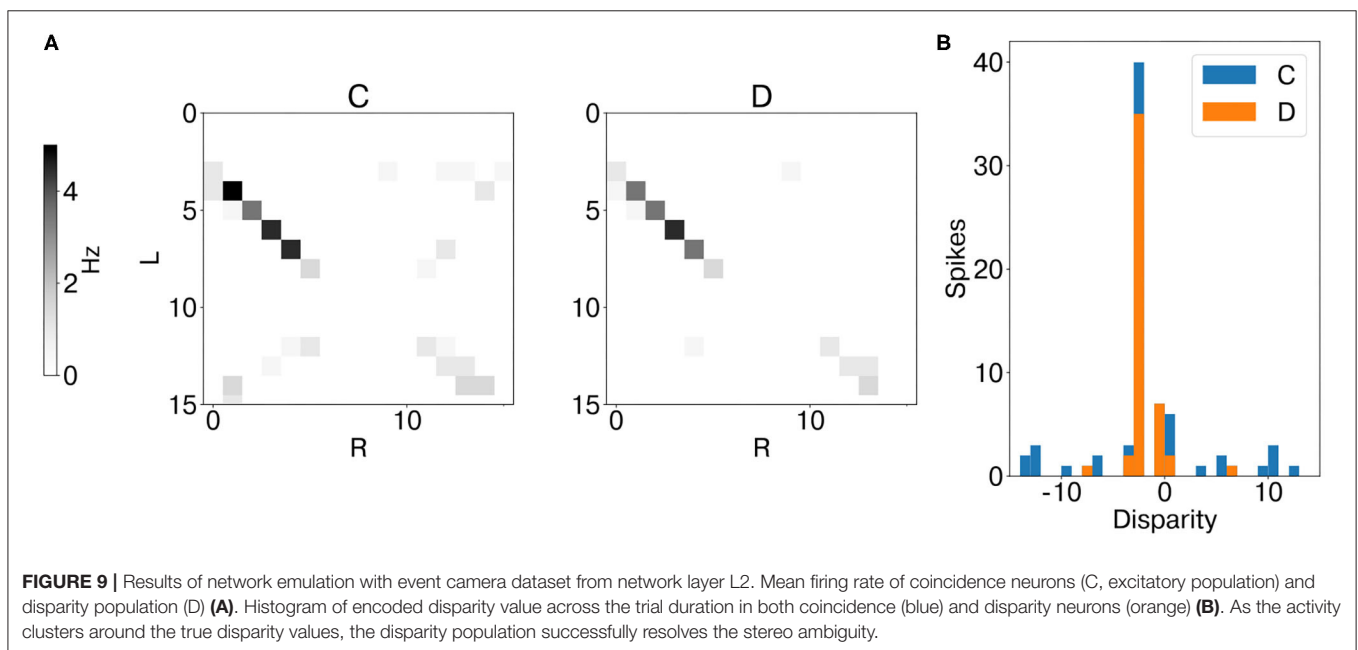 A
B
C
D
C
D
0
5
10
15
L
0
10
R
0
5
10
15
0
10
R
4
2
0
Hz
40
30
20
10
0
Spikes
-10
0
10
Disparity
FIGURE 9 | Results of network emulation with event camera dataset from network layer L2. Mean firing rate of coincidence neurons (C, excitatory population) and
disparity population (D) (A). Histogram of encoded disparity value across the trial duration in both coincidence (blue) and disparity neurons (orange) (B). As the activity
clusters around the true disparity values, the disparity population successfully resolves the stereo ambiguity.